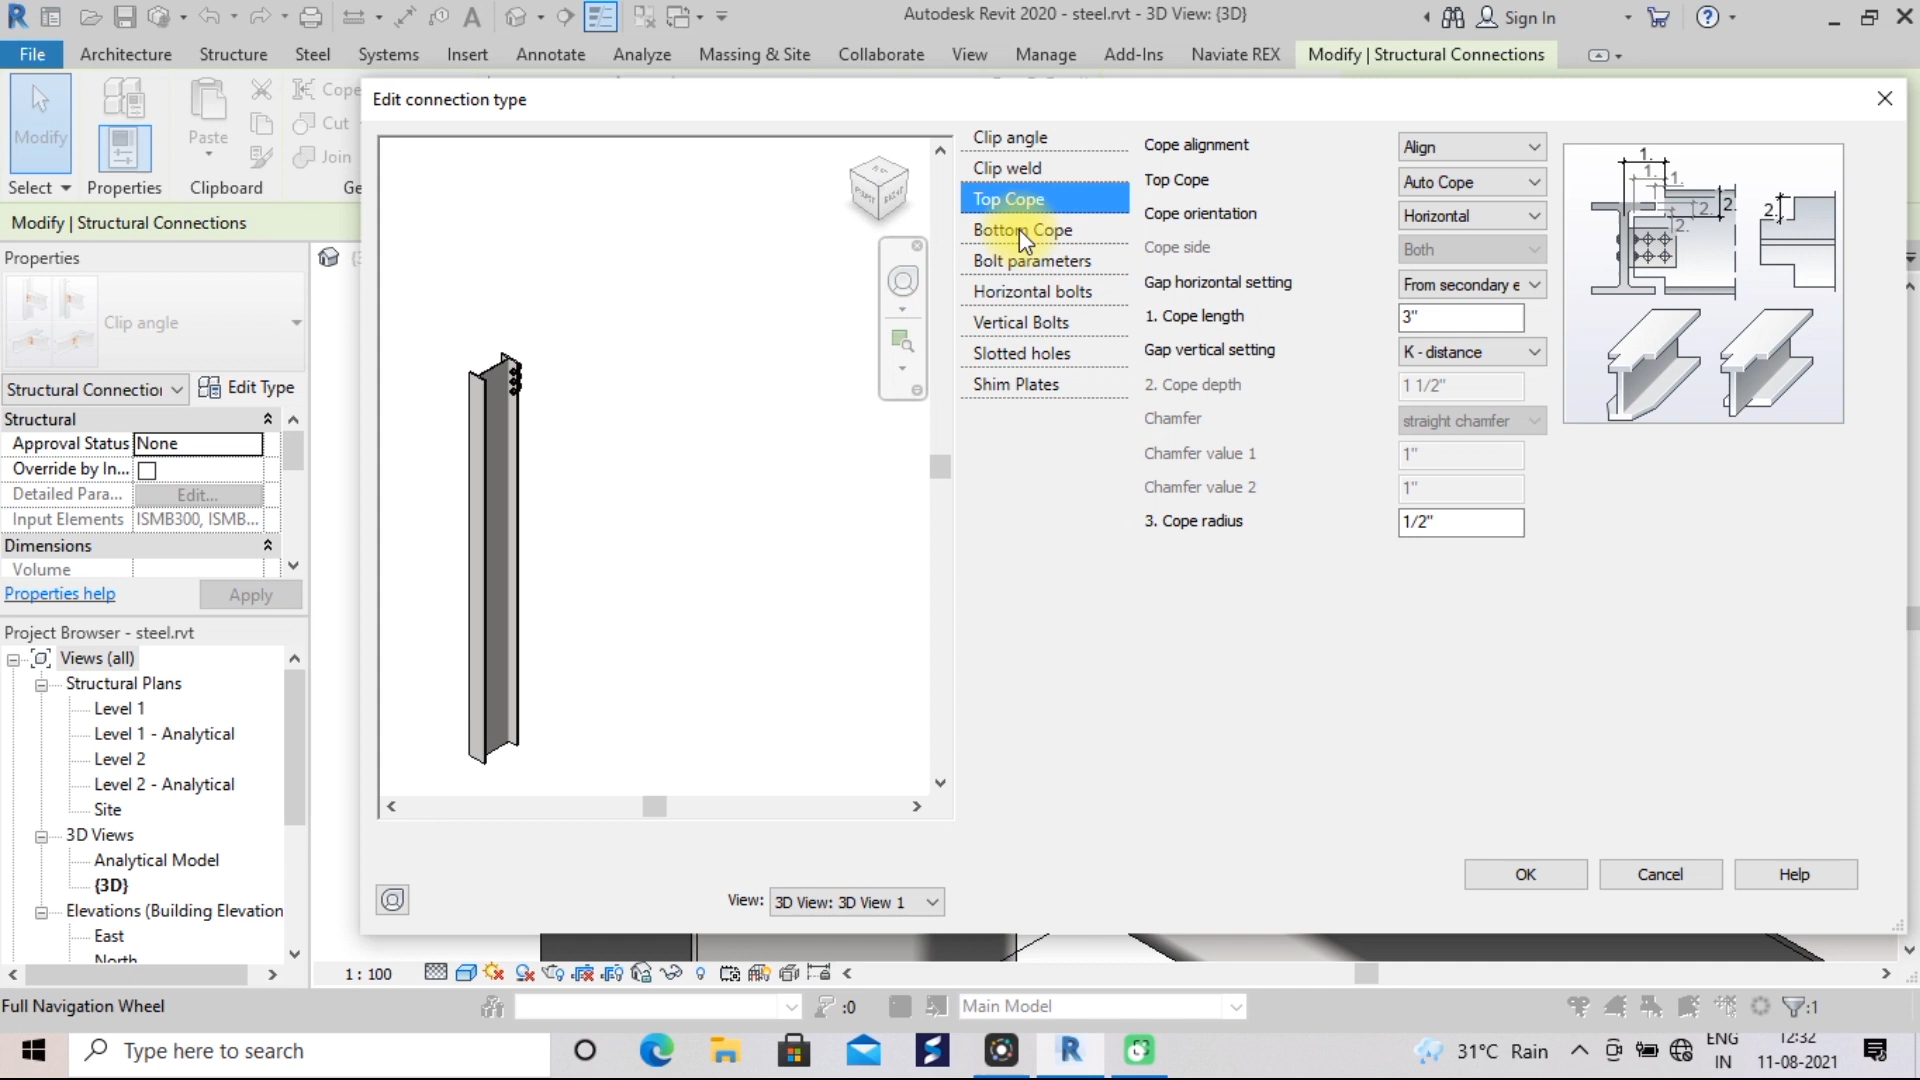 Autodesk Revit 2020 - steel.rvt - 3D View: {3D}
Sign In
File
Architecture
Structure
Steel
Systems
Insert
Annotate
Analyze
Massing & Site
Collaborate
View
Manage
Add-Ins
Naviate REX
Modify | Structural Connections
Modify
Paste
Cope
Cut
Join
Select
Properties
Clipboard
Ge
Modify | Structural Connections
Properties
Clip angle
Edit Type
Structural
Approval Status None
Override by In...
Detailed Para... Edit...
Input Elements ISMB300, ISMB...
Dimensions
Volume
Properties help
Apply
Project Browser - steel.rvt
Views (all)
Structural Plans
Level 1
Level 1 - Analytical
Level 2
Level 2 - Analytical
Site
3D Views
Analytical Model
{3D}
Elevations (Building Elevation
East
North
Edit connection type
Clip angle
Clip weld
Top Cope
Bottom Cope
Bolt parameters
Horizontal bolts
Vertical Bolts
Slotted holes
Shim Plates
Cope alignment Align
Top Cope Auto Cope
Cope orientation Horizontal
Cope side Both
Gap horizontal setting From secondary e
1. Cope length 3"
Gap vertical setting K - distance
2. Cope depth 1 1/2"
Chamfer straight chamfer
Chamfer value 1 1"
Chamfer value 2 1"
3. Cope radius 1/2"
1.
1.
1.
2.
2.
2.
2.
View: 3D View: 3D View 1
OK
Cancel
Help
1 : 100
Full Navigation Wheel
:0
Main Model
:1
Type here to search
31°C Rain
ENG
IN
12:32
11-08-2021